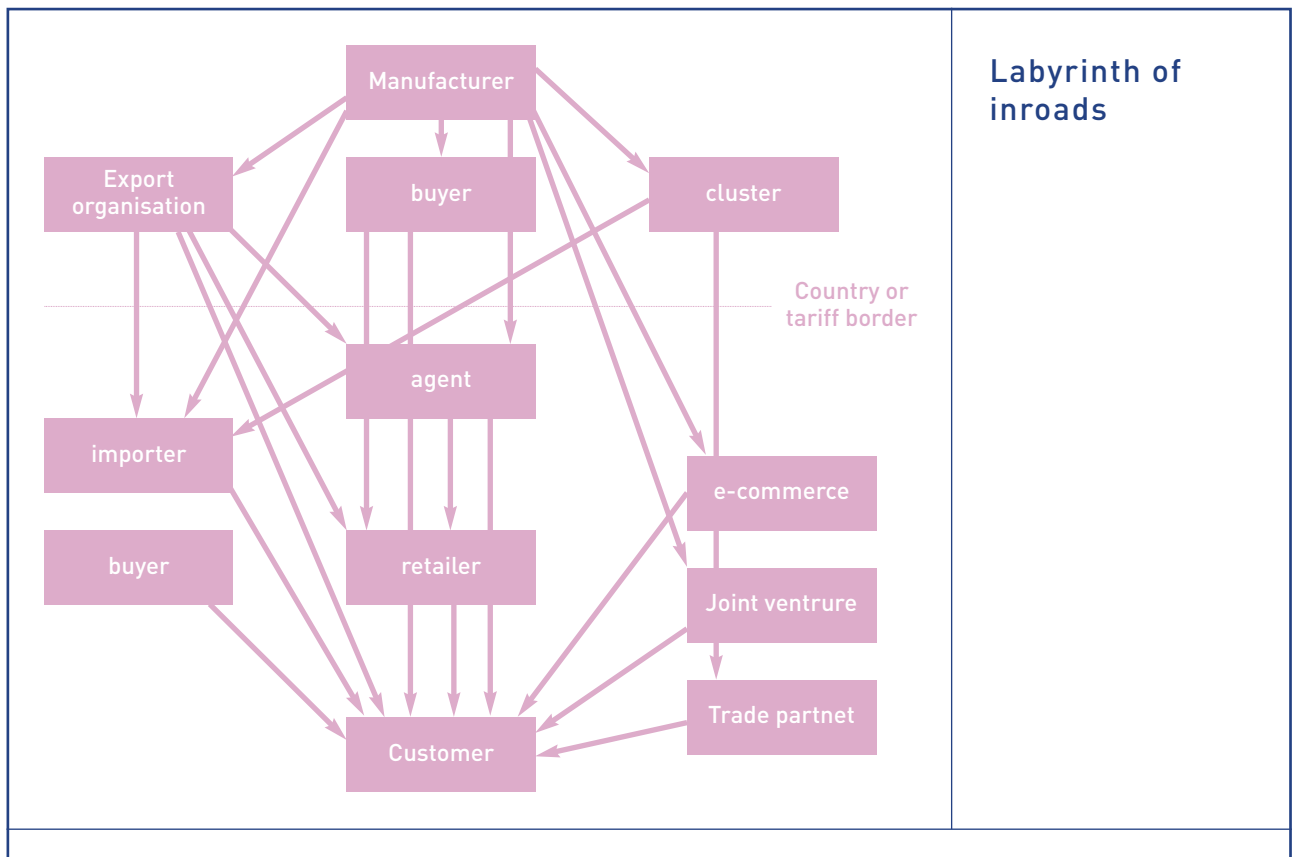 Labyrinth of
inroads
Manufacturer
Export
organisation
buyer
cluster
Country or
tariff border
agent
importer
e-commerce
buyer
retailer
Joint ventrure
Trade partnet
Customer